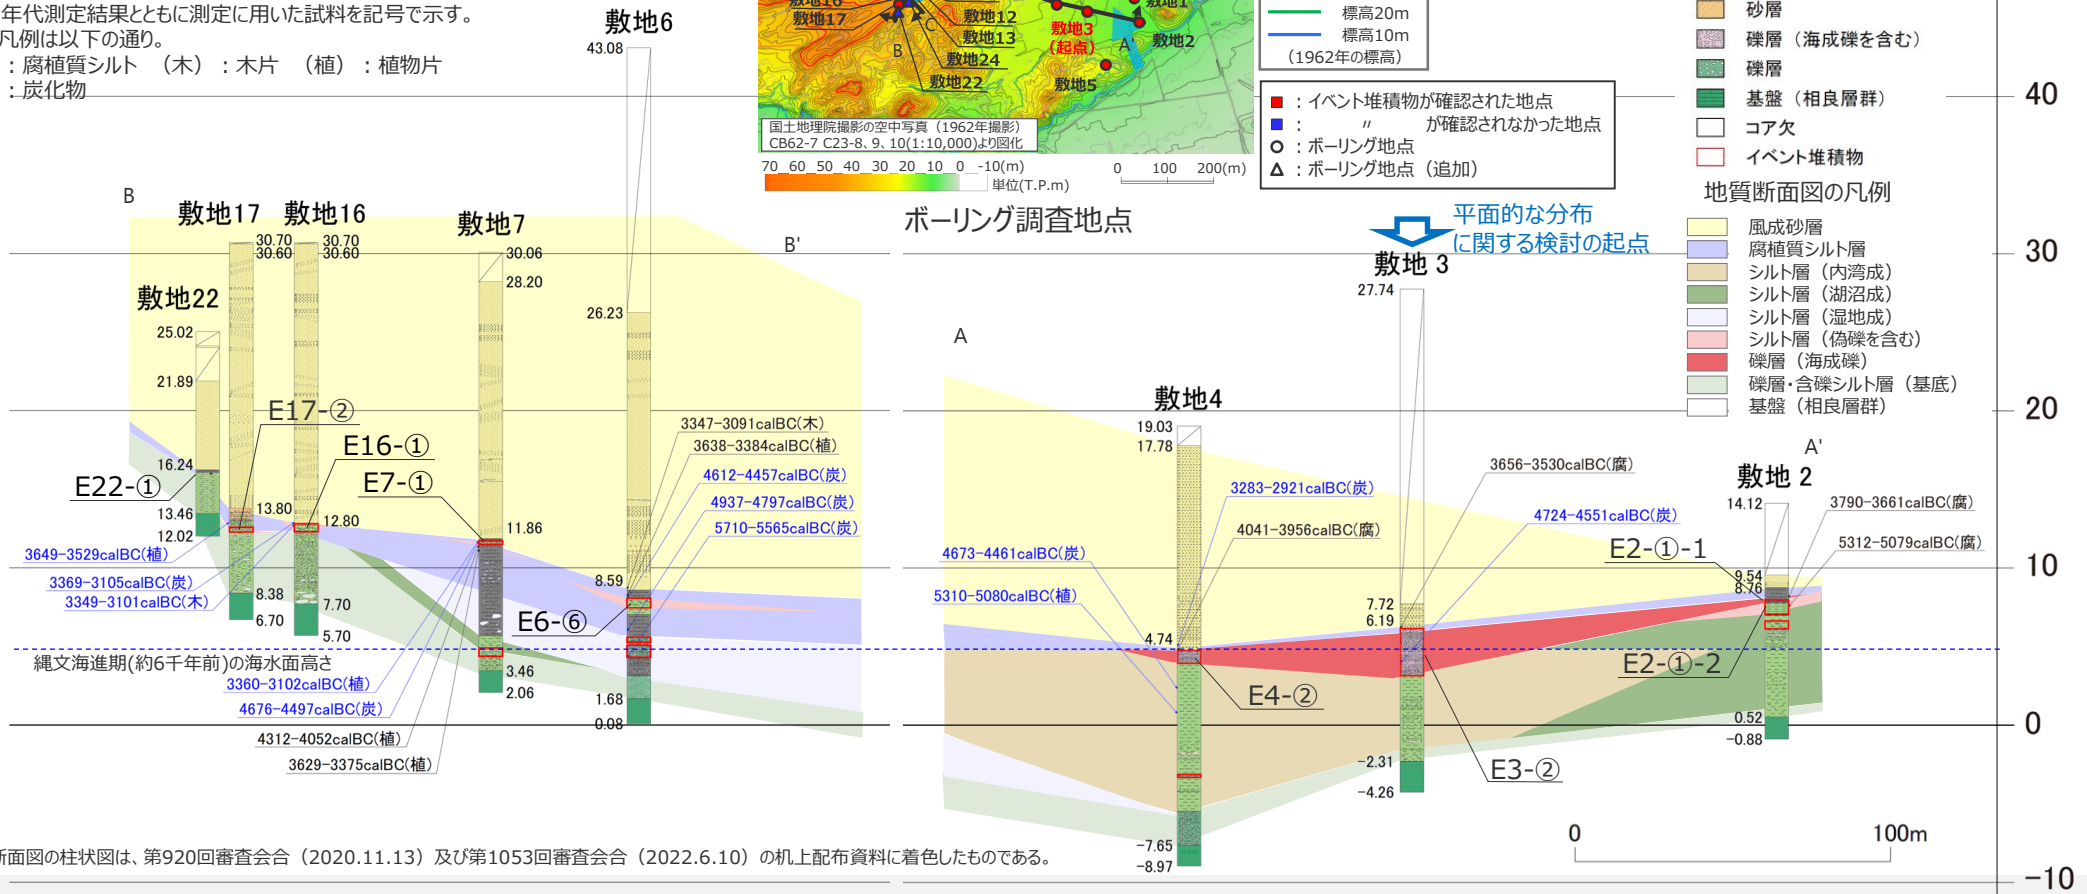 年代測定結果とともに測定に用いた試料を記号で示す。
凡例は以下の通り。
：腐植質シルト （木）：木片 （植）：植物片
：炭化物
敷地17
敷地12
敷地13
敷地24
敷地22
敷地3
（起点）
敷地1
敷地2
敷地5
B
C
A'
国土地理院撮影の空中写真（1962年撮影）
CB62-7 C23-8、9、10(1:10,000)より図化
70 60 50 40 30 20 10 0 -10(m)
単位(T.P.m)
0 100 200(m)
標高20m
標高10m
（1962年の標高）
：イベント堆積物が確認された地点
： 〃 が確認されなかった地点
：ボーリング地点
：ボーリング地点（追加）
砂層
礫層（海成礫を含む）
礫層
基盤（相良層群）
コア欠
イベント堆積物
地質断面図の凡例
風成砂層
腐植質シルト層
シルト層（内湾成）
シルト層（湖沼成）
シルト層（湿地成）
シルト層（偽礫を含む）
礫層（海成礫）
礫層・含礫シルト層（基底）
基盤（相良層群）
ボーリング調査地点
平面的な分布
に関する検討の起点
40
30
20
10
0
-10
B
B'
敷地22
25.02
21.89
16.24
13.46
12.02
E22-①
敷地17
30.70
30.60
13.80
8.38
6.70
E17-②
敷地16
30.70
30.60
12.80
7.70
5.70
E16-①
敷地7
30.06
28.20
11.86
3.46
2.06
E7-①
敷地6
43.08
26.23
8.59
1.68
0.08
E6-⑥
3649-3529calBC(植)
3369-3105calBC(炭)
3349-3101calBC(木)
縄文海進期(約6千年前)の海水面高さ
3360-3102calBC(植)
4676-4497calBC(炭)
4312-4052calBC(植)
3629-3375calBC(植)
3347-3091calBC(木)
3638-3384calBC(植)
4612-4457calBC(炭)
4937-4797calBC(炭)
5710-5565calBC(炭)
A
A'
敷地4
19.03
17.78
4.74
-7.65
-8.97
E4-②
3283-2921calBC(炭)
4041-3956calBC(腐)
4673-4461calBC(炭)
5310-5080calBC(植)
敷地 3
27.74
7.72
6.19
-2.31
-4.26
E3-②
3656-3530calBC(腐)
4724-4551calBC(炭)
敷地 2
14.12
9.54
8.76
0.52
-0.88
E2-①-1
E2-①-2
3790-3661calBC(腐)
5312-5079calBC(腐)
0 100m
断面図の柱状図は、第920回審査会合（2020.11.13）及び第1053回審査会合（2022.6.10）の机上配布資料に着色したものである。